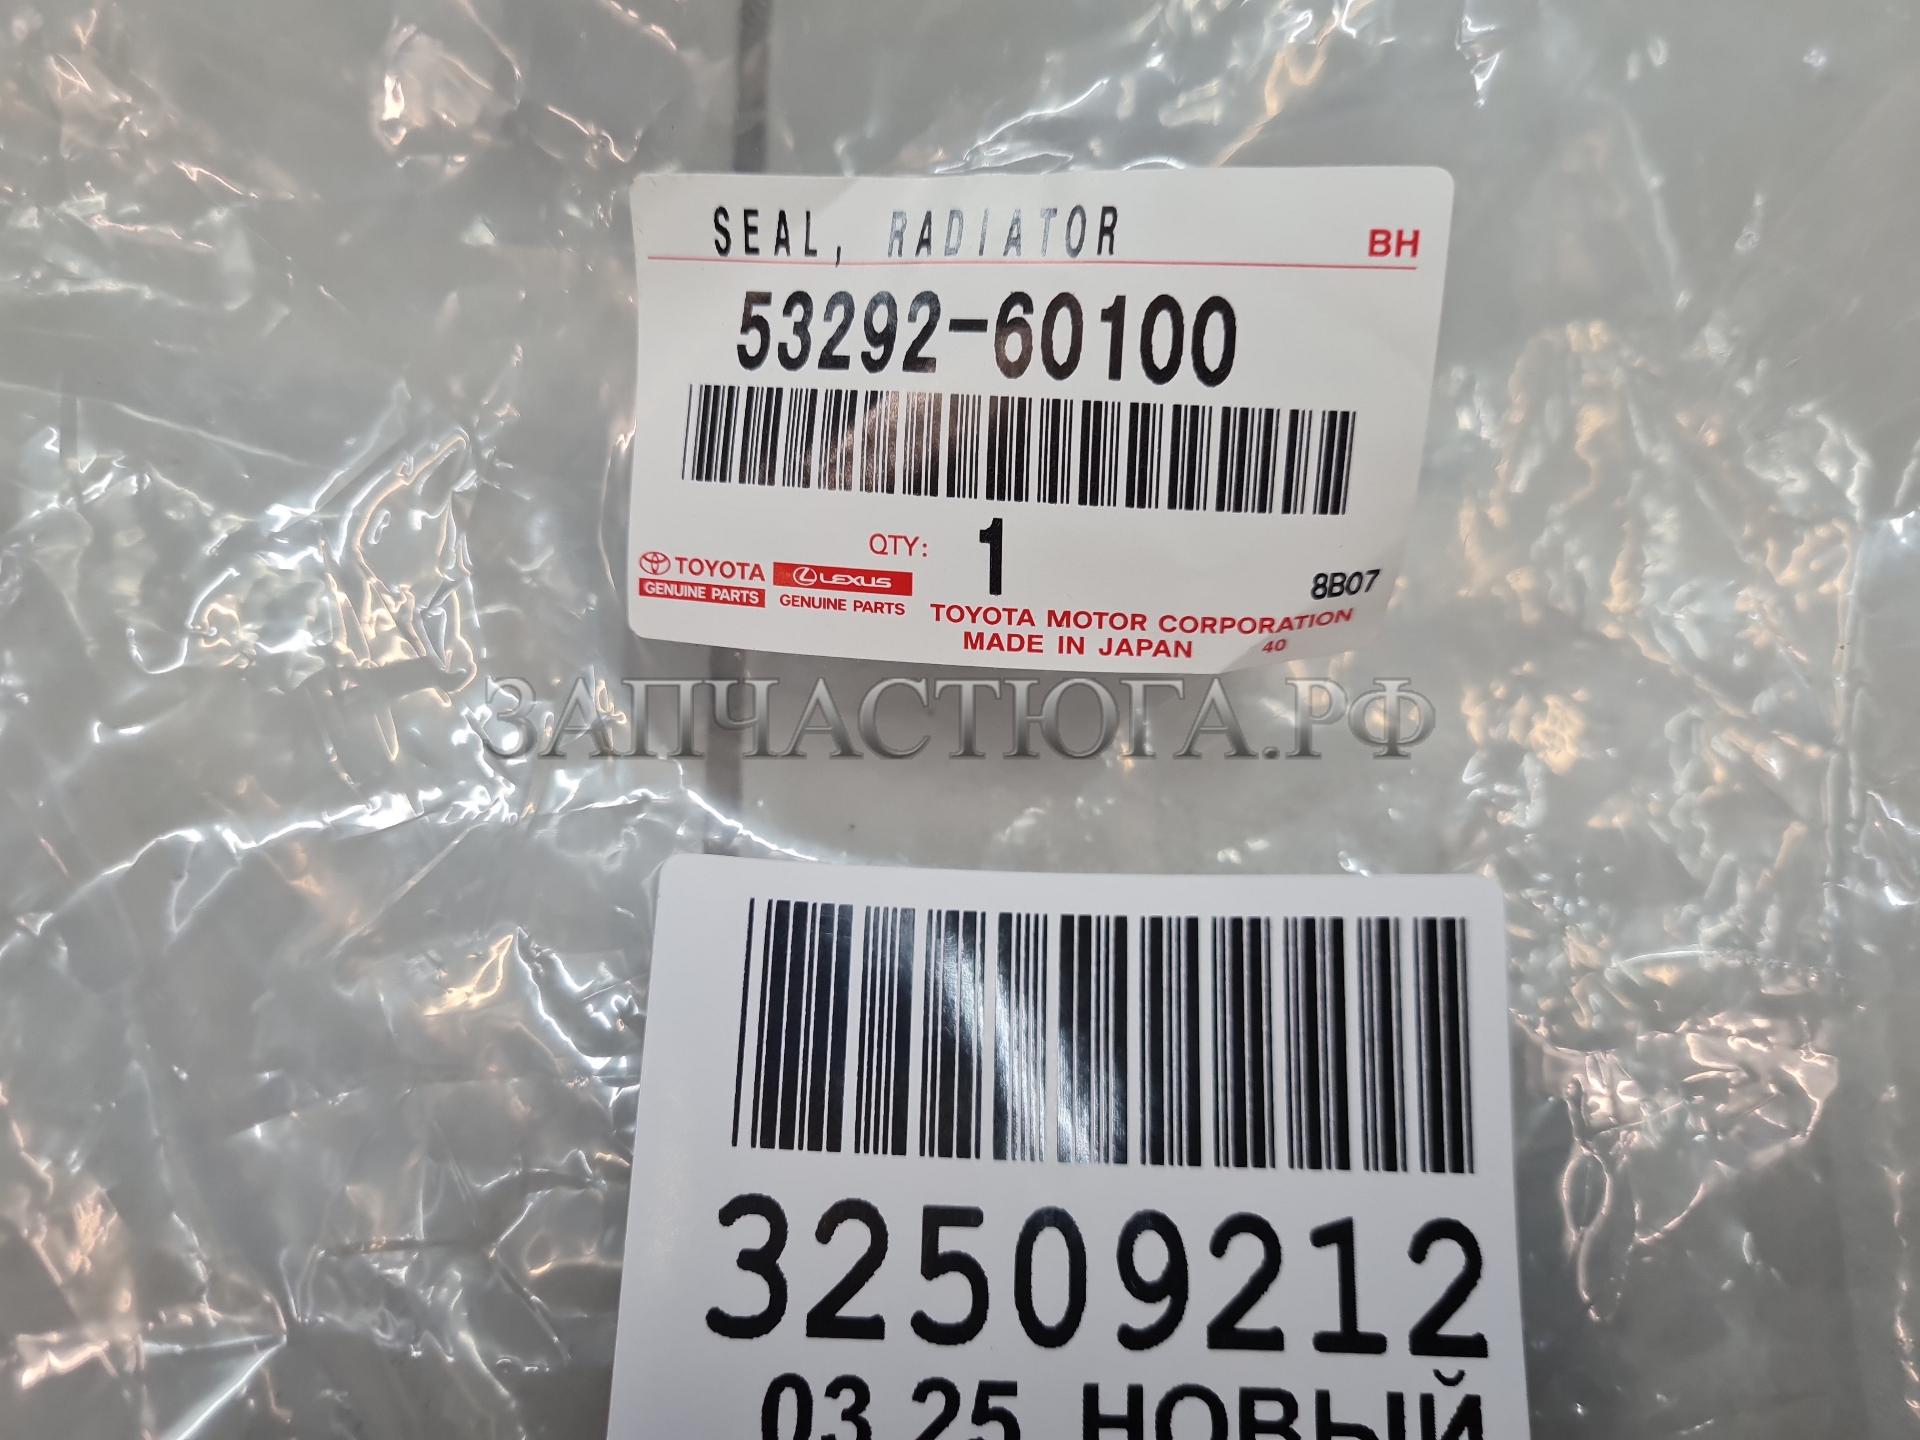 SEAL, RADIATOR
BH
53292-60100
QTY: 1
TOYOTA
GENUINE PARTS
LEXUS
GENUINE PARTS
8B07
TOYOTA MOTOR CORPORATION
MADE IN JAPAN
40
ЗАПЧАСТЮГА.РФ
32509212
03.25 НОВЫЙ